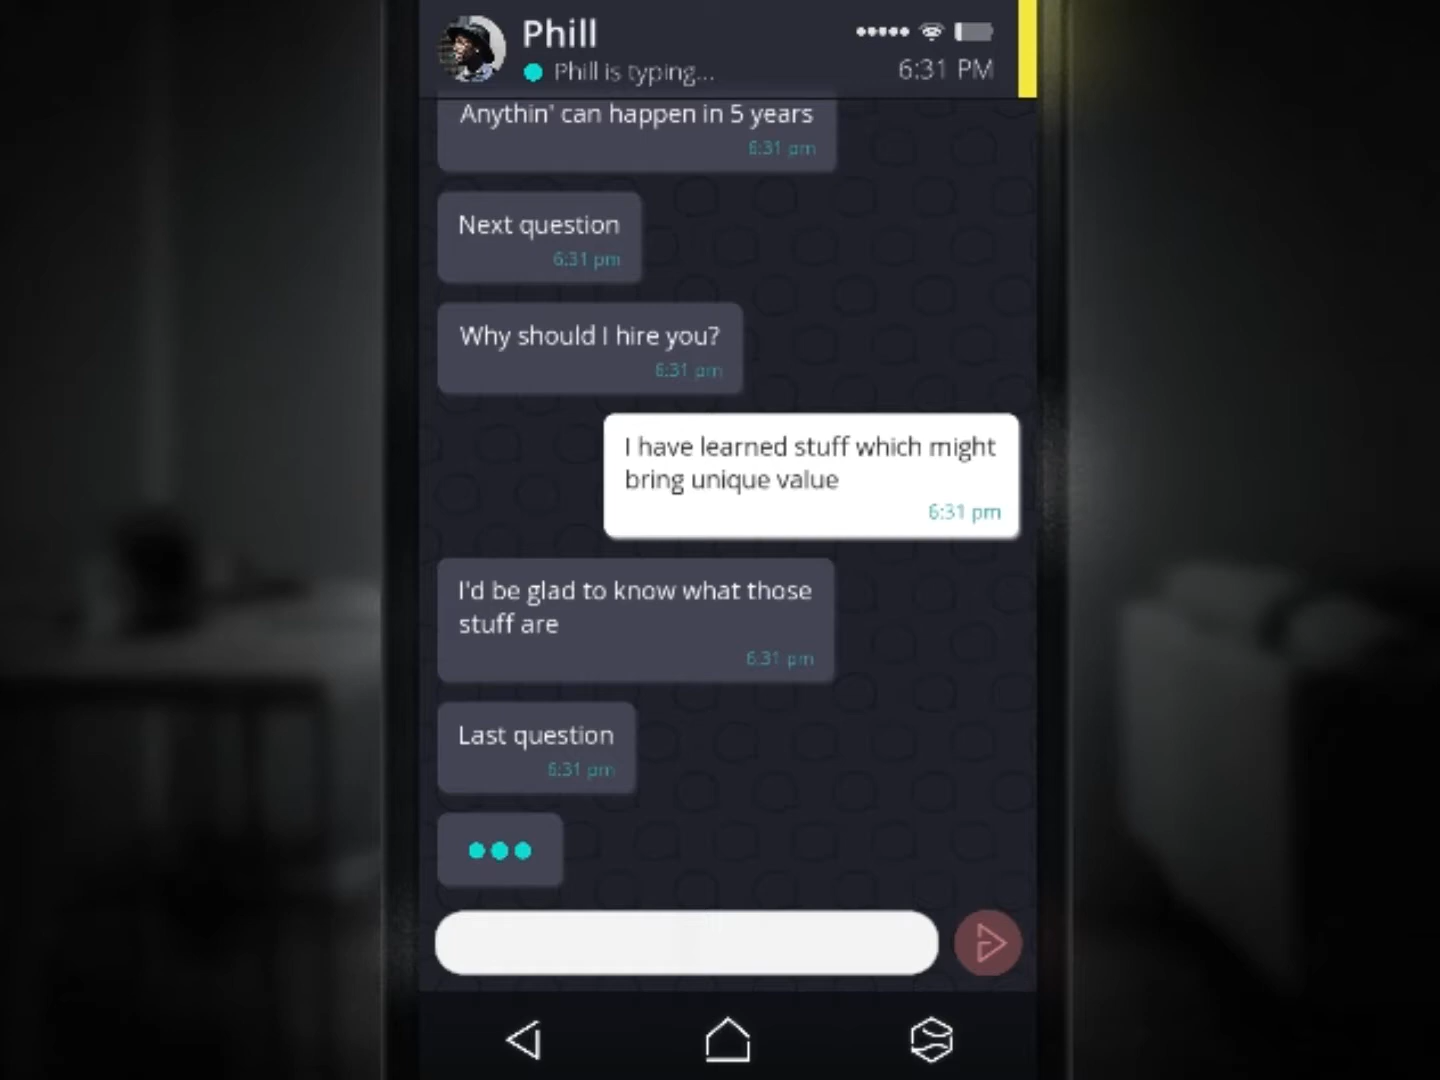 Phill
Phill is typing...
6:31 PM
Anythin' can happen in 5 years
6:31 pm
Next question
6:31 pm
Why should I hire you?
6:31 pm
I have learned stuff which might
bring unique value
6:31 pm
I'd be glad to know what those
stuff are
6:31 pm
Last question
6:31 pm